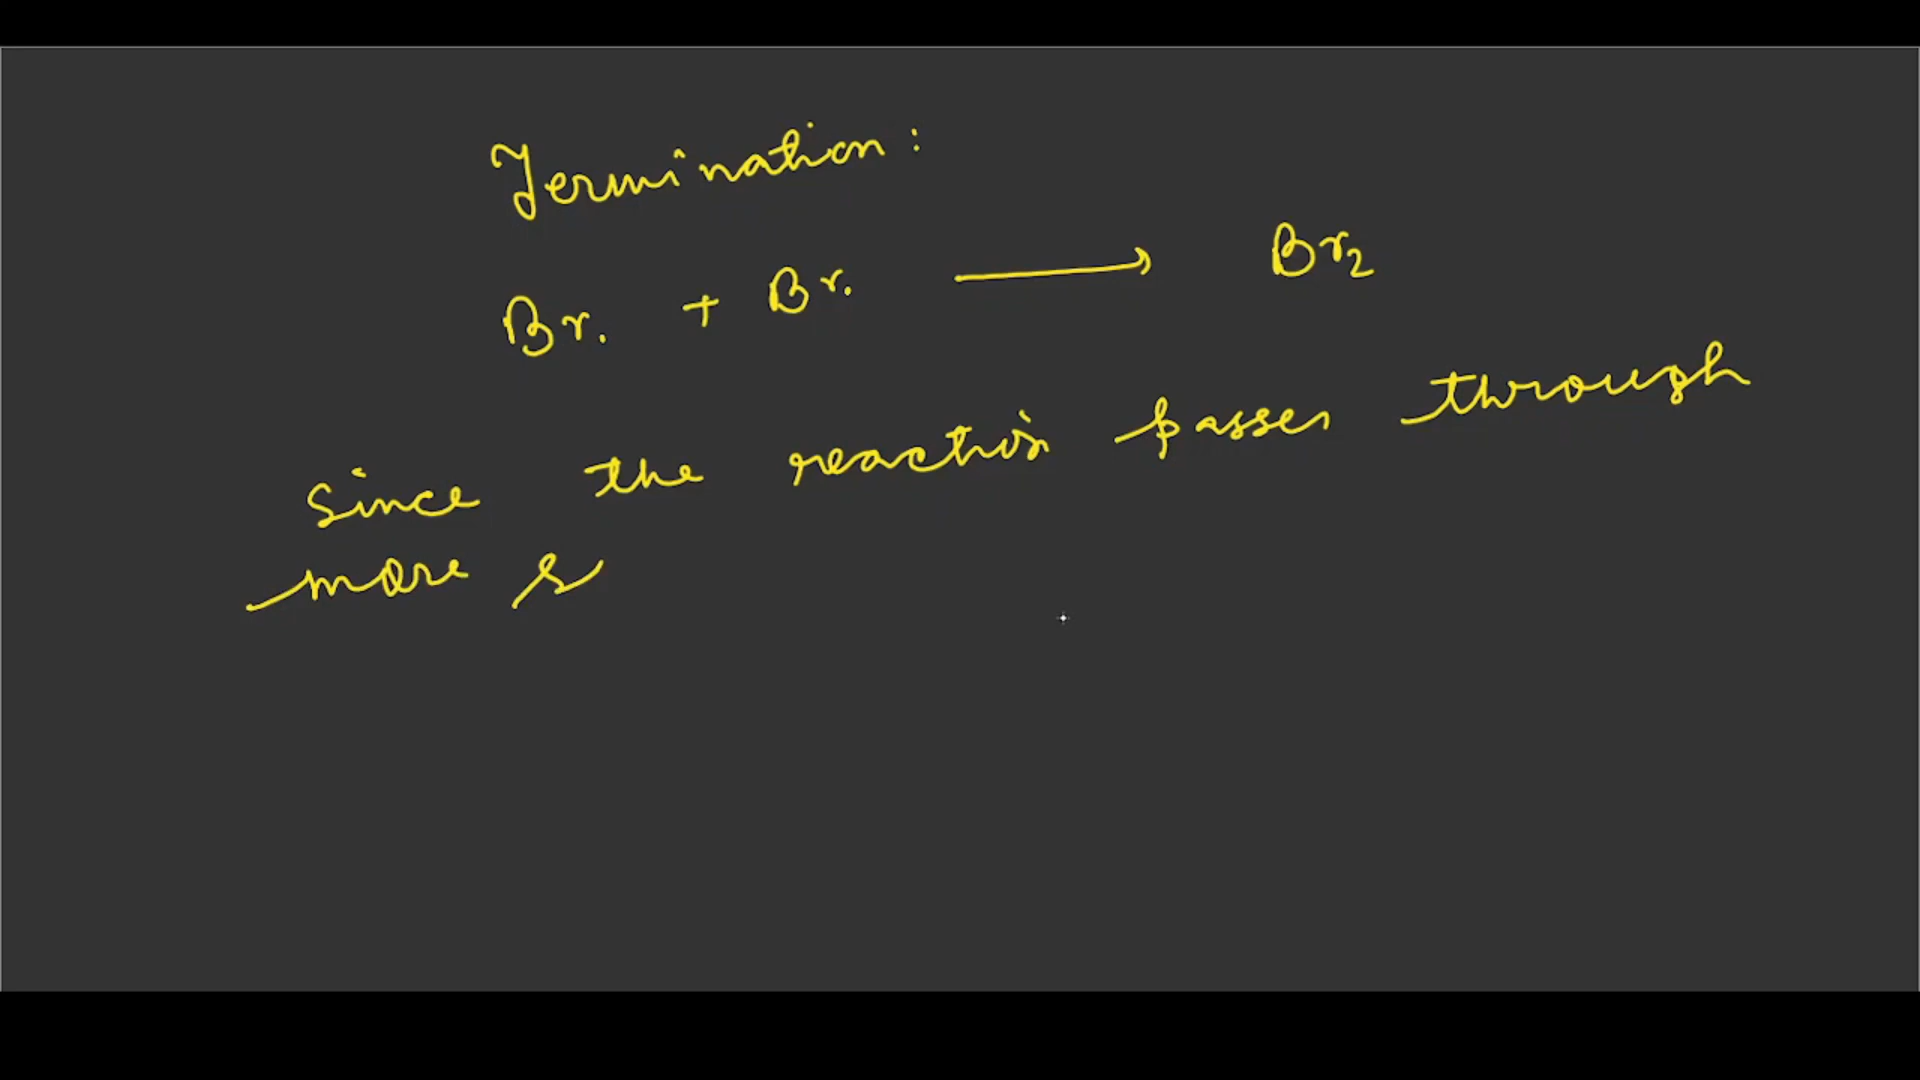 Termination:
Br. + Br. → Br₂
Since the reaction passes through
more s